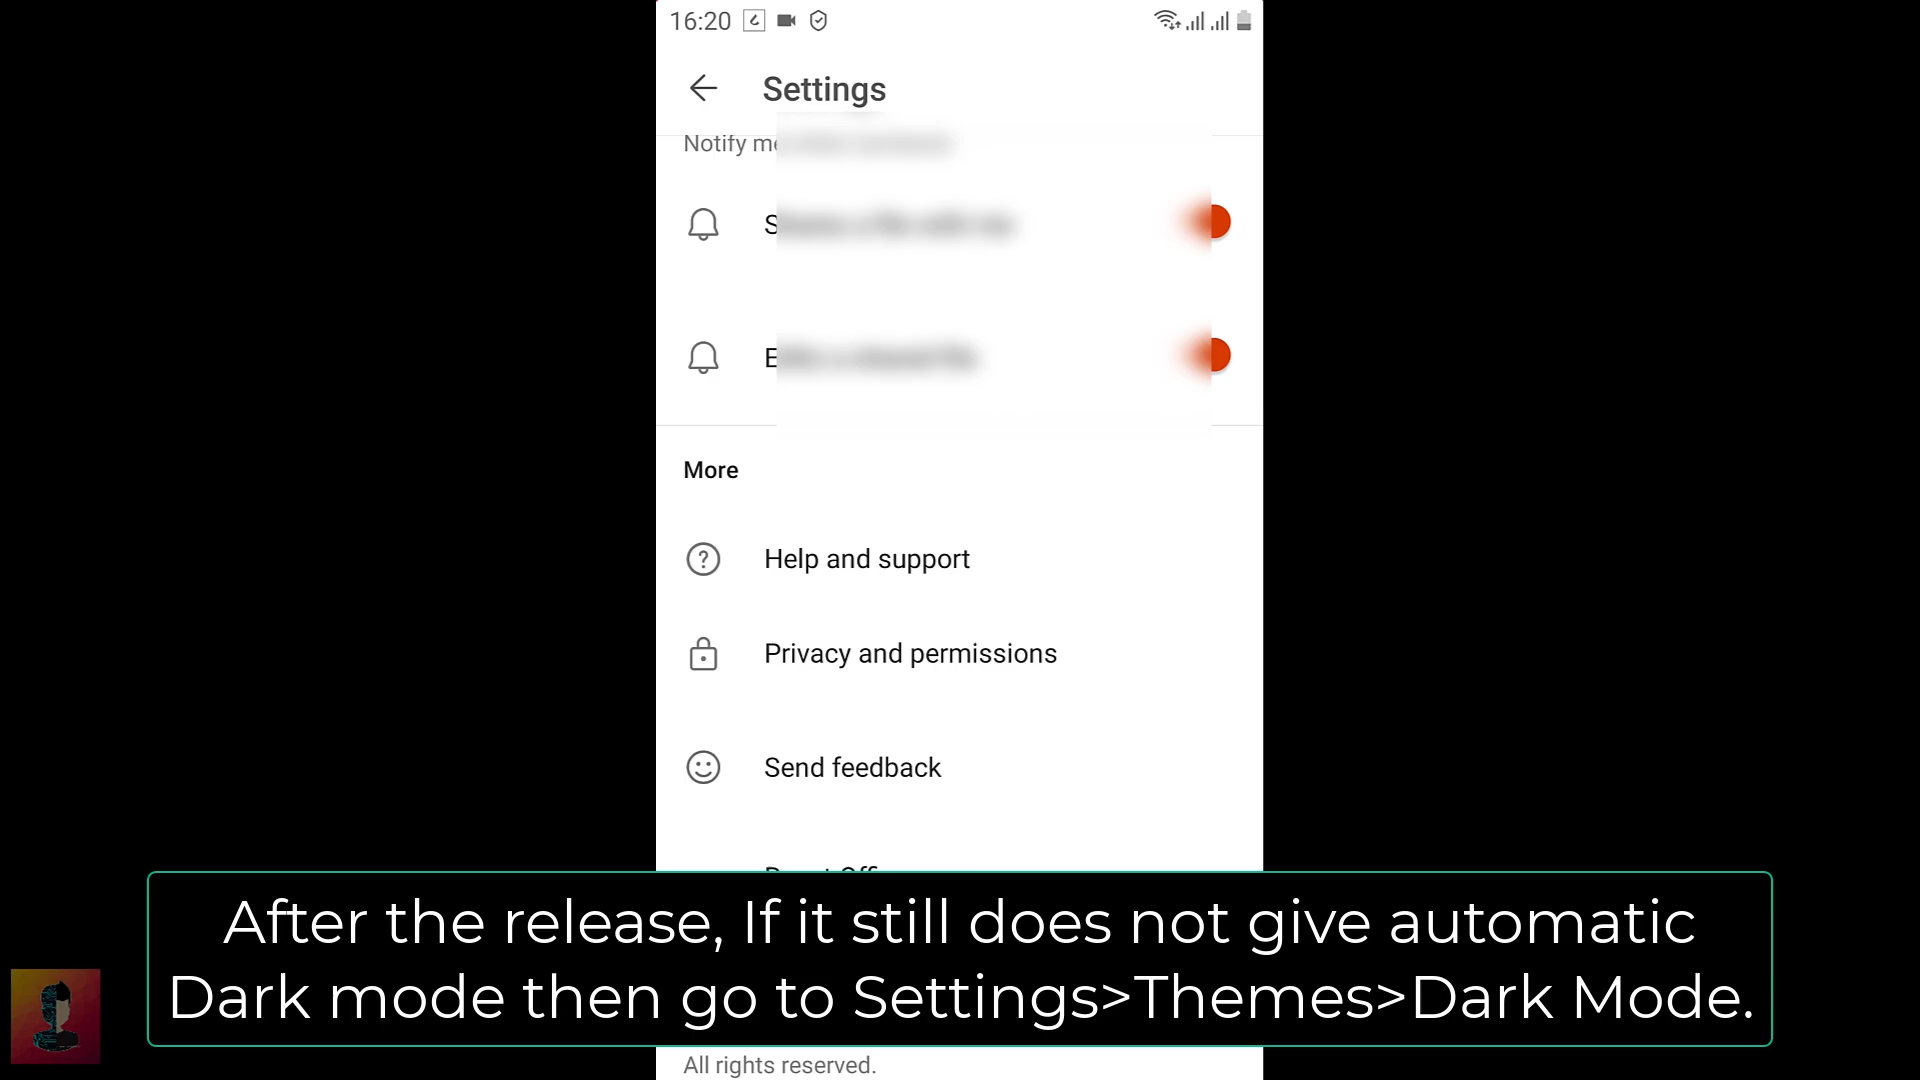 16:20
Settings
Notify me
More
Help and support
Privacy and permissions
Send feedback
After the release, If it still does not give automatic
Dark mode then go to Settings>Themes>Dark Mode.
All rights reserved.